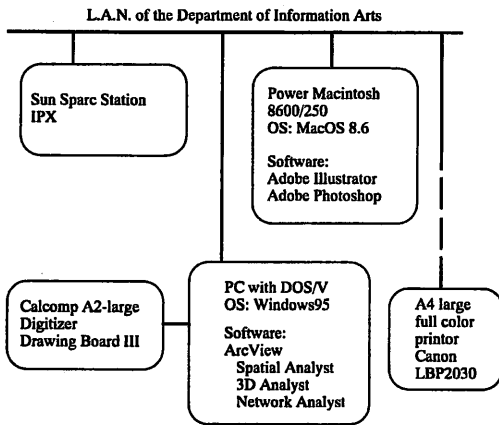 L.A.N. of the Department of Information Arts
Sun Sparc Station
IPX
Power Macintosh
8600/250
OS: MacOS 8.6
Software:
Adobe Illustrator
Adobe Photoshop
Calcomp A2-large
Digitizer
Drawing Board III
PC with DOS/V
OS: Windows95
Software:
ArcView
Spatial Analyst
3D Analyst
Network Analyst
A4 large
full color
printor
Canon
LBP2030